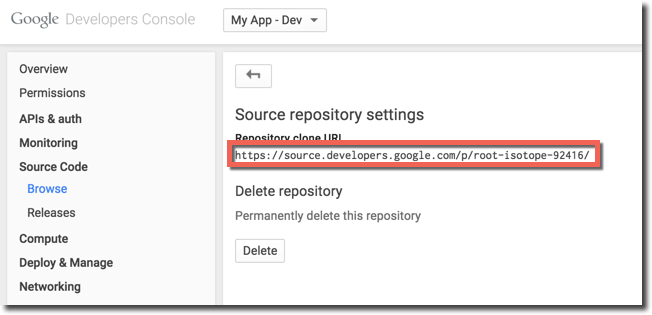 Google Developers Console
My App - Dev
Overview
Permissions
APIs & auth
Monitoring
Source Code
Browse
Releases
Compute
Deploy & Manage
Networking
Source repository settings
Repository clone URL
https://source.developers.google.com/p/root-isotope-92416/
Delete repository
Permanently delete this repository
Delete